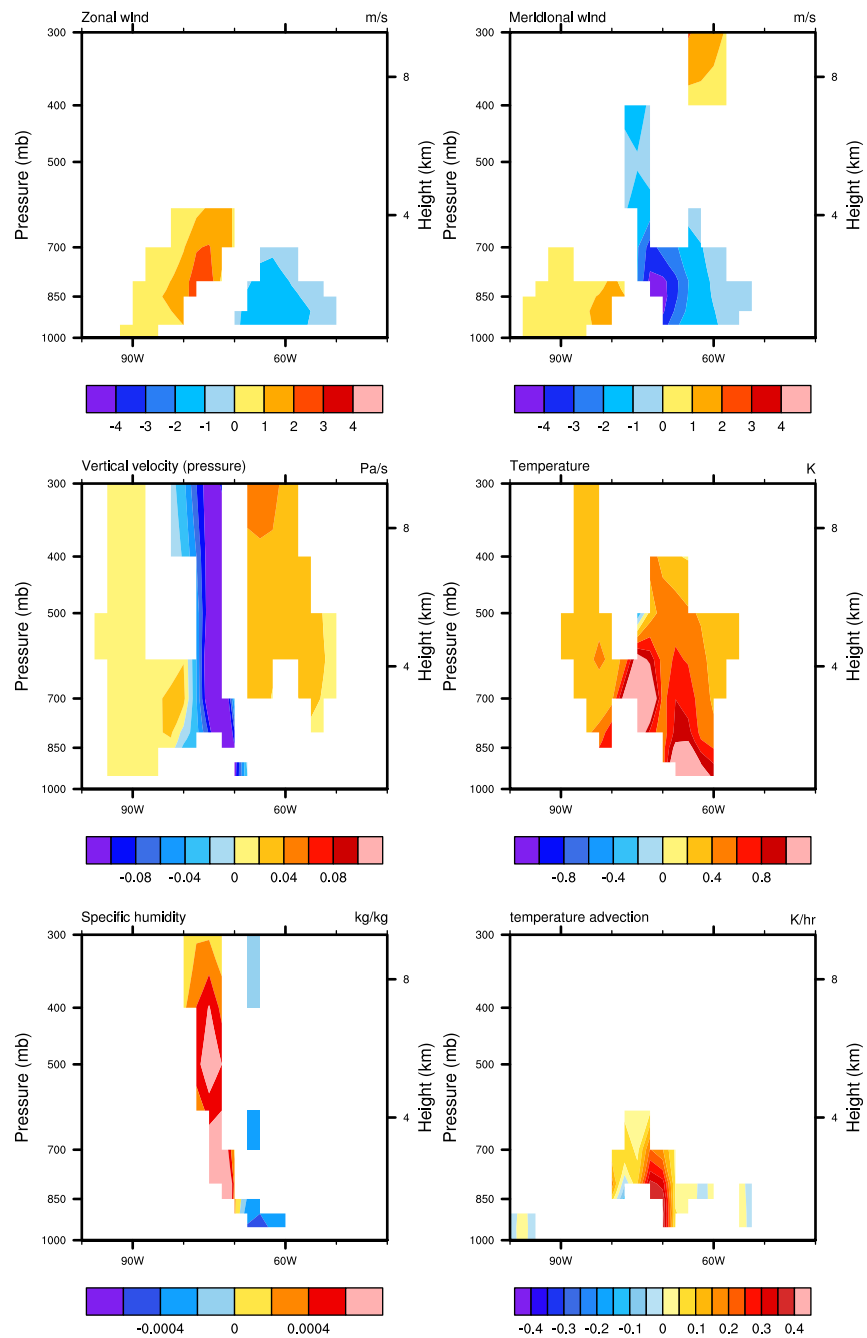 Zonal wind m/s
Meridional wind m/s
300
400
500
700
850
1000
Pressure (mb)
8
4
Height (km)
90W 60W
-4 -3 -2 -1 0 1 2 3 4
300
400
500
700
850
1000
Pressure (mb)
8
4
Height (km)
90W 60W
-4 -3 -2 -1 0 1 2 3 4
Vertical velocity (pressure) Pa/s
Temperature K
300
400
500
700
850
1000
Pressure (mb)
8
4
Height (km)
90W 60W
-0.08 -0.04 0 0.04 0.08
300
400
500
700
850
1000
Pressure (mb)
8
4
Height (km)
90W 60W
-0.8 -0.4 0 0.4 0.8
Specific humidity kg/kg
temperature advection K/hr
300
400
500
700
850
1000
Pressure (mb)
8
4
Height (km)
90W 60W
-0.0004 0 0.0004
300
400
500
700
850
1000
Pressure (mb)
8
4
Height (km)
90W 60W
-0.4 -0.3 -0.2 -0.1 0 0.1 0.2 0.3 0.4